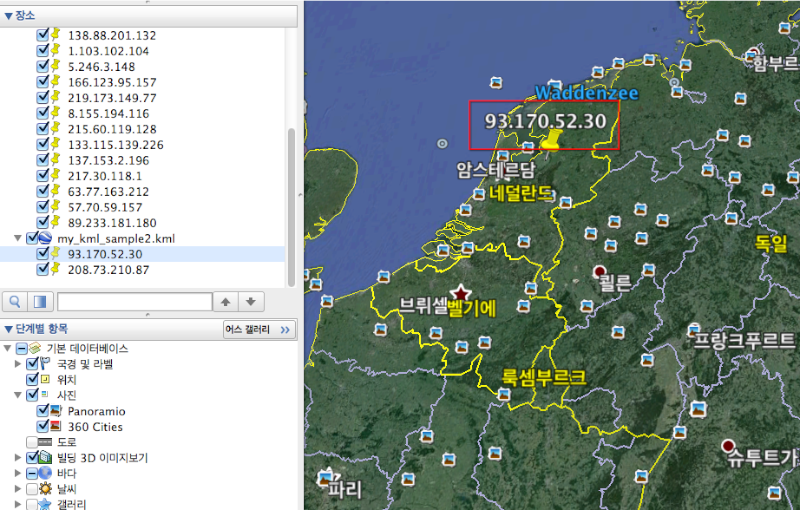 장소
138.88.201.132
1.103.102.104
5.246.3.148
166.123.95.157
219.173.149.77
8.155.194.116
215.60.119.128
133.115.139.226
137.153.2.196
217.30.118.1
63.77.163.212
57.70.59.157
89.233.181.180
my_kml_sample2.kml
93.170.52.30
208.73.210.87
단계별 항목
어스 갤러리 >>
기본 데이터베이스
국경 및 라벨
위치
사진
Panoramio
360 Cities
도로
빌딩 3D 이미지보기
바다
날씨
갤러리
함부르
Waddenzee
93.170.52.30
암스테르담
네덜란드
독일
쾰른
브뤼셀
벨기에
프랑크푸르트
룩셈부르크
슈투트가
파리